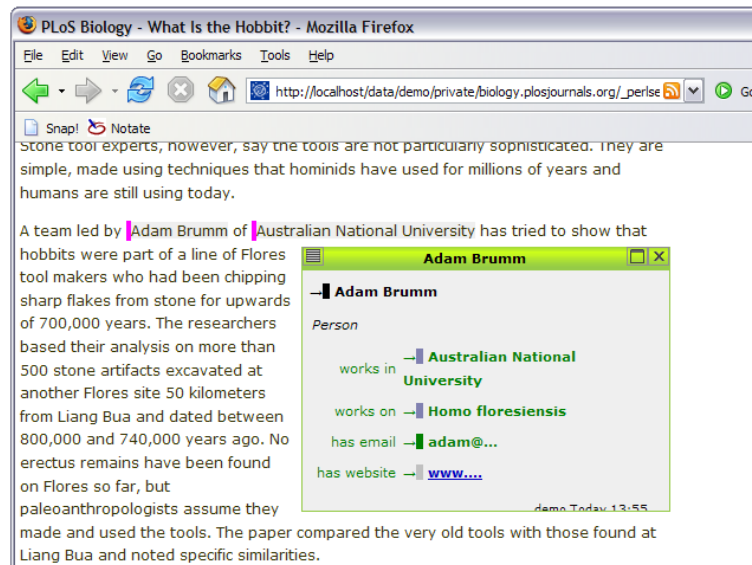 PLoS Biology - What Is the Hobbit? - Mozilla Firefox
File Edit View Go Bookmarks Tools Help
http://localhost/data/demo/private/biology.plosjournals.org/_perlse Go
Snap! Notate
Stone tool experts, however, say the tools are not particularly sophisticated. They are
simple, made using techniques that hominids have used for millions of years and
humans are still using today.
A team led by Adam Brumm of Australian National University has tried to show that
hobbits were part of a line of Flores
tool makers who had been chipping
sharp flakes from stone for upwards
of 700,000 years. The researchers
based their analysis on more than
500 stone artifacts excavated at
another Flores site 50 kilometers
from Liang Bua and dated between
800,000 and 740,000 years ago. No
erectus remains have been found
on Flores so far, but
paleoanthropologists assume they
made and used the tools. The paper compared the very old tools with those found at
Liang Bua and noted specific similarities.
Adam Brumm
→ Adam Brumm
Person
works in → Australian National
University
works on → Homo floresiensis
has email → adam@...
has website → www....
demo Today 13:55